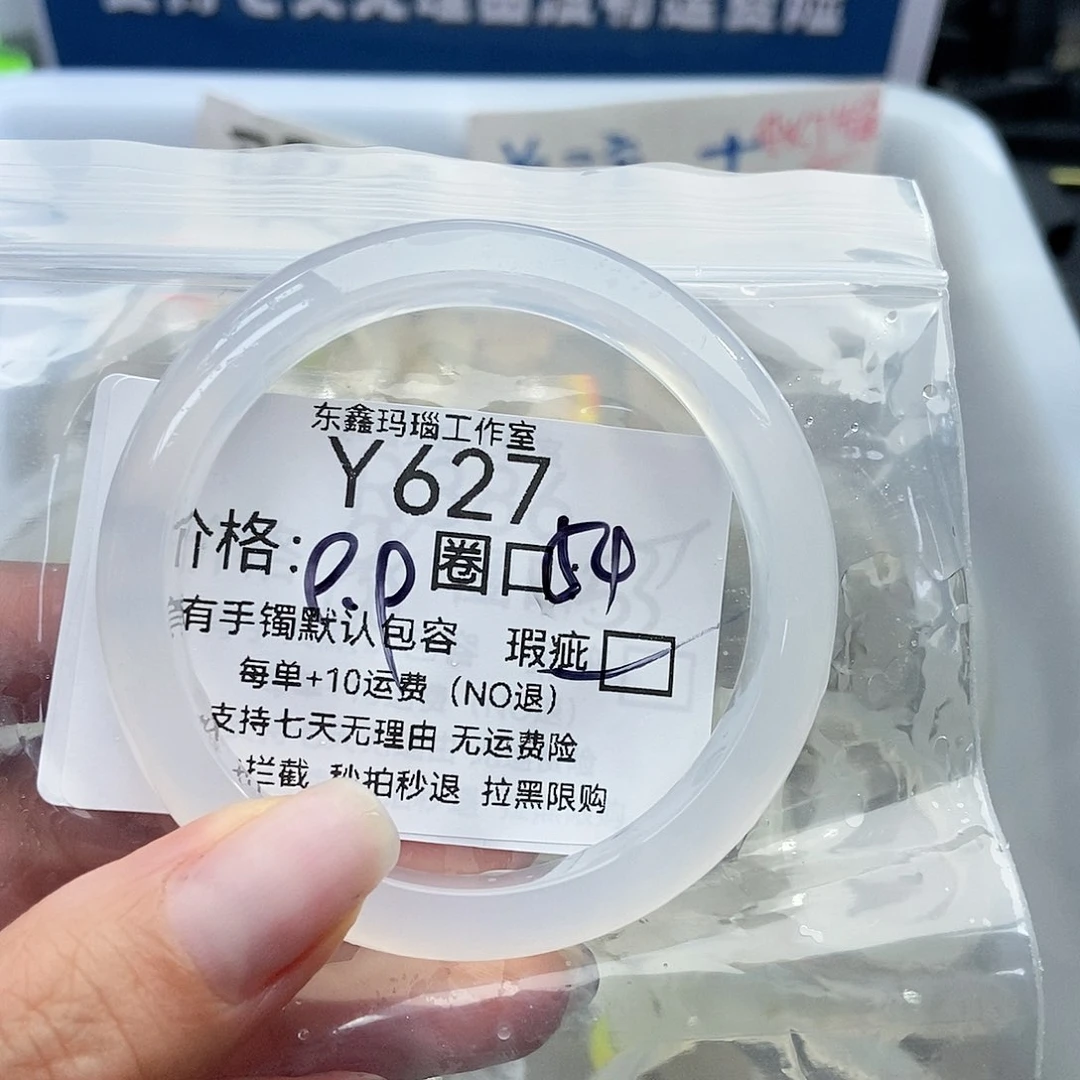 东鑫玛瑙工作室
Y627
价格: P.P 圈口 54
有手镯默认包容 瑕疵
每单+10运费（NO退）
支持七天无理由 无运费险
拦截 秒拍秒退 拉黑限购